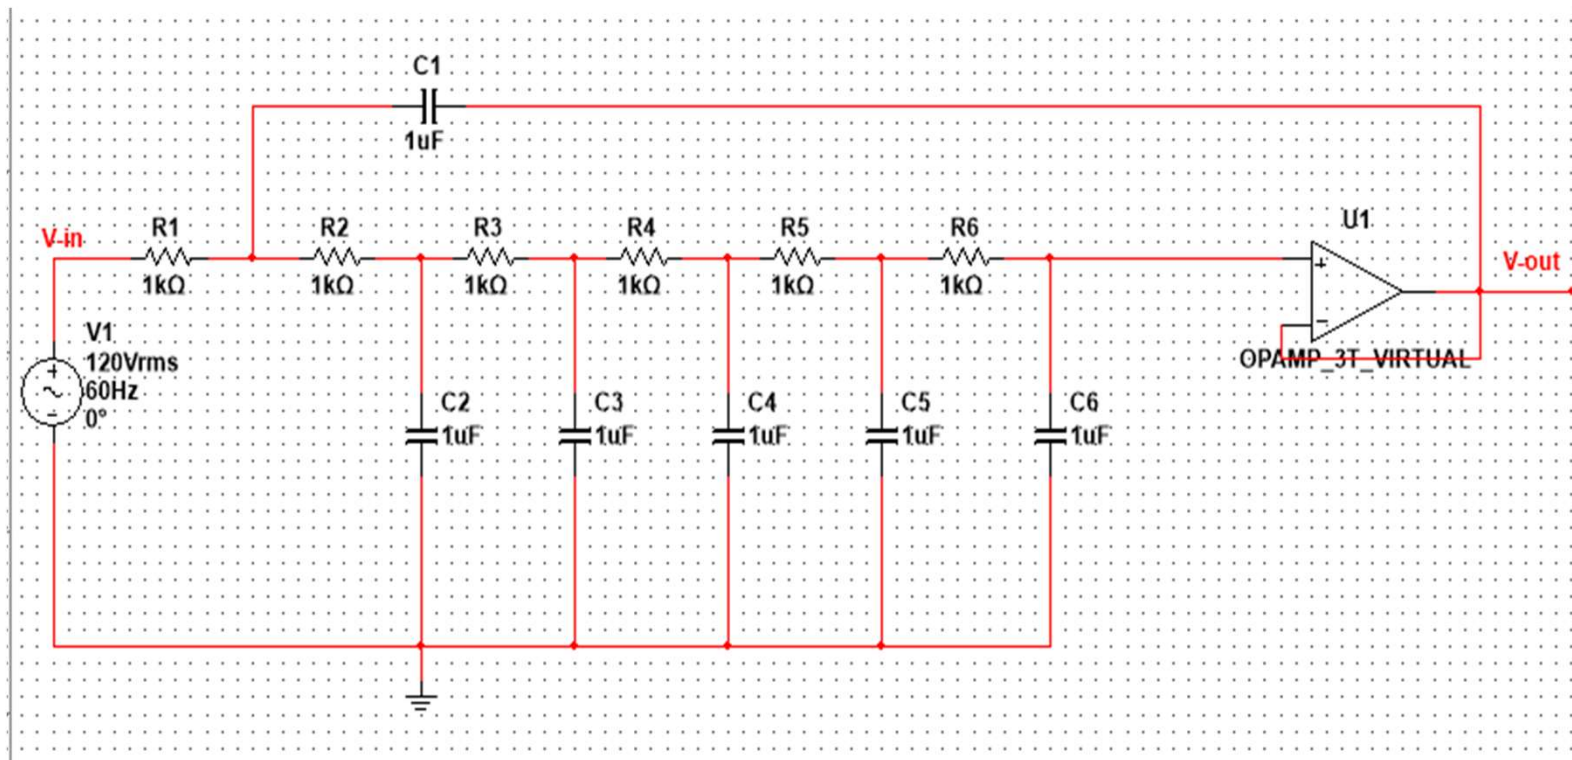 C1
1uF
V-in
R1
1kΩ
R2
1kΩ
R3
1kΩ
R4
1kΩ
R5
1kΩ
R6
1kΩ
U1
+
−
OPAMP_3T_VIRTUAL
V-out
V1
120Vrms
60Hz
0°
+
~
-
C2
1uF
C3
1uF
C4
1uF
C5
1uF
C6
1uF